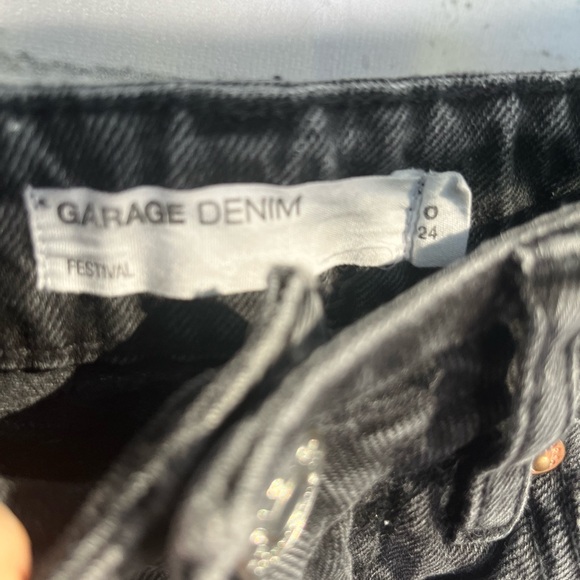 GARAGE DENIM
FESTIVAL
0
24